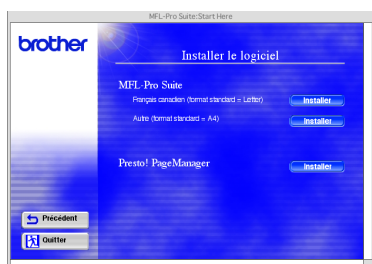 MFL-Pro Suite:Start Here
brother
Installer le logiciel
MFL-Pro Suite
Français canadien (format standard = Letter) Installer
Autre (format standard = A4) Installer
Presto! PageManager Installer
Précédent
Quitter